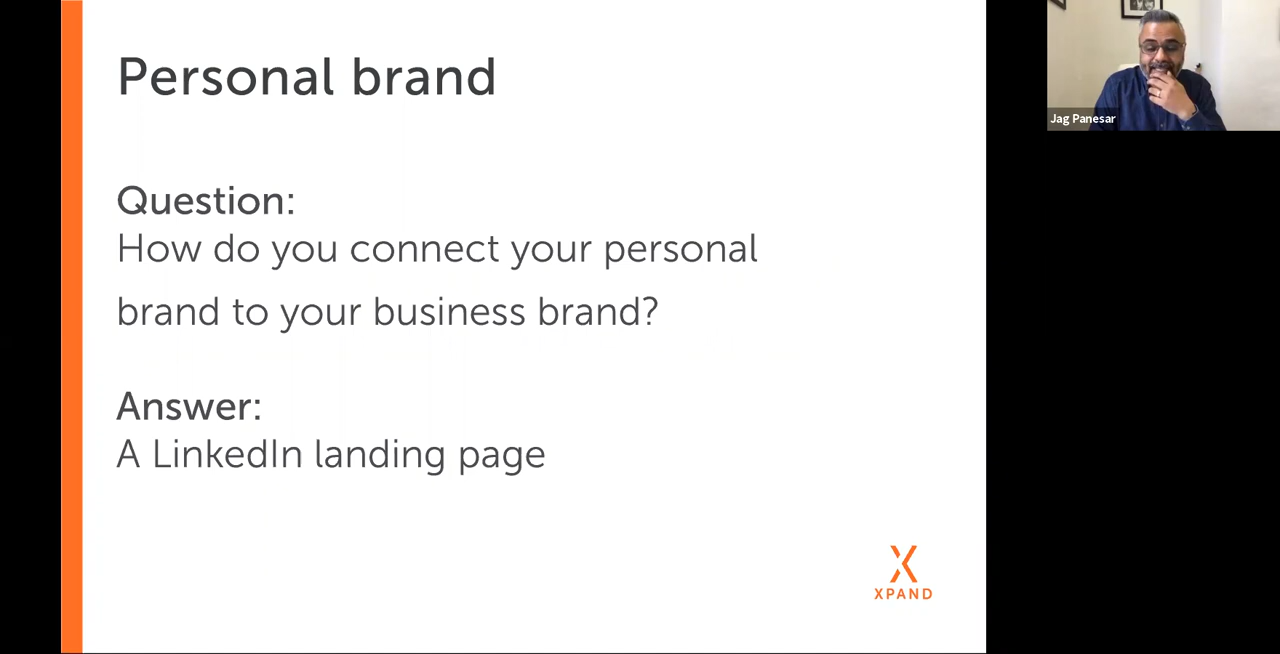 Personal brand
Question:
How do you connect your personal
brand to your business brand?
Answer:
A LinkedIn landing page
XPAND
Jag Panesar